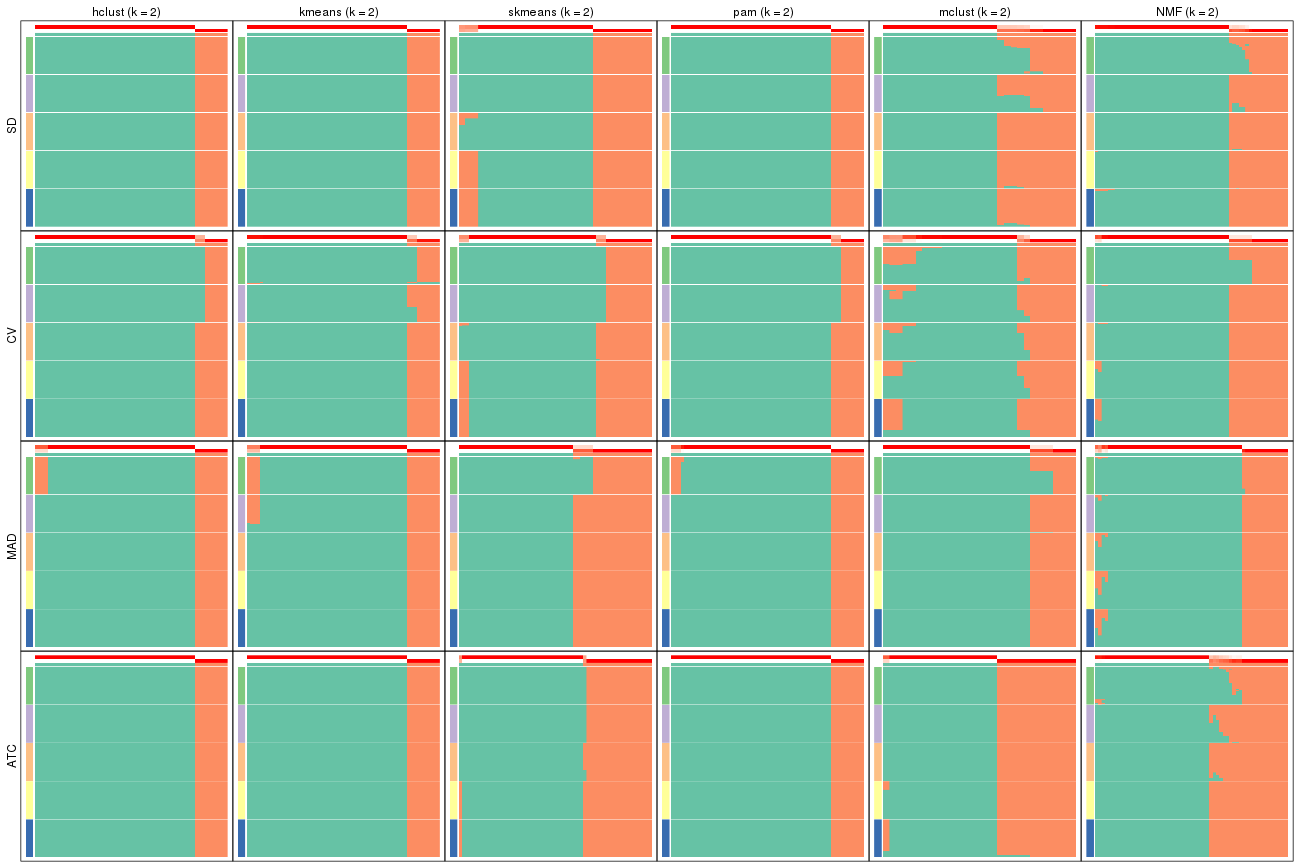 hclust (k = 2)
kmeans (k = 2)
skmeans (k = 2)
pam (k = 2)
mclust (k = 2)
NMF (k = 2)
SD
CV
MAD
ATC